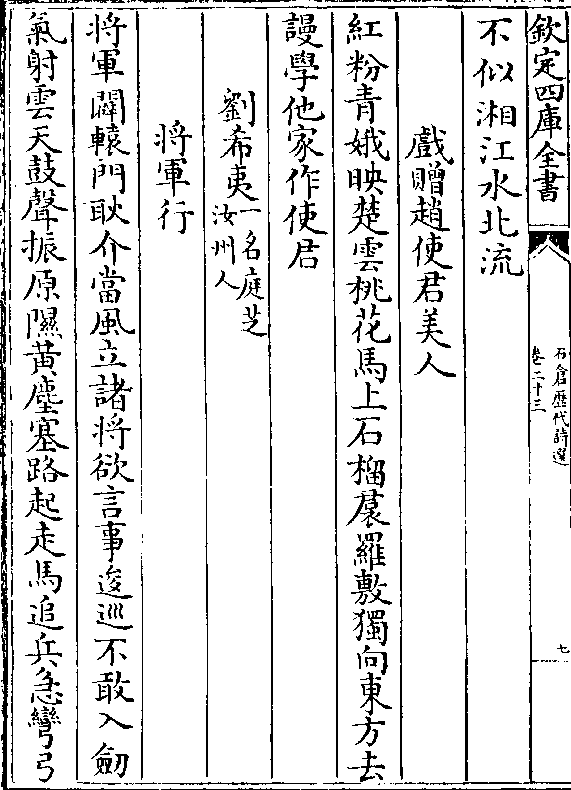 欽定四庫全書
石倉歷代詩選
卷二十三
七
不似湘江水北流
戲贈趙使君美人
紅粉青娥映楚雲桃花馬上石榴裠羅敷獨向東方去
謾學他家作使君
劉希夷一名庭芝
汝州人
將軍行
將軍闢轅門耿介當風立諸將欲言事逡巡不敢入劒
氣射雲天鼓聲振原隰黃塵塞路起走馬追兵急彎弓